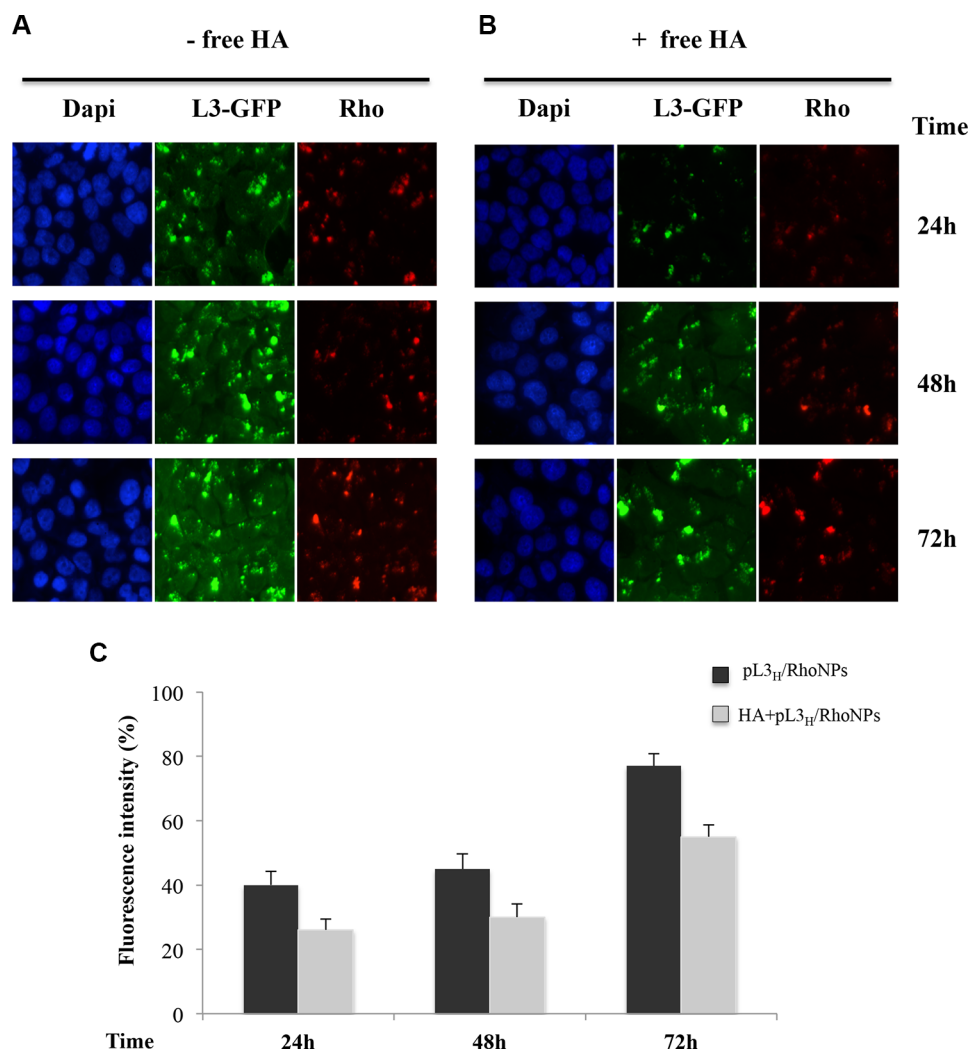 A
- free HA
Dapi L3-GFP Rho
B
+ free HA
Dapi L3-GFP Rho
Time
24h
48h
72h
C
pL3H/RhoNPs
HA+pL3H/RhoNPs
Fluorescence intensity (%)
100
80
60
40
20
0
Time 24h 48h 72h